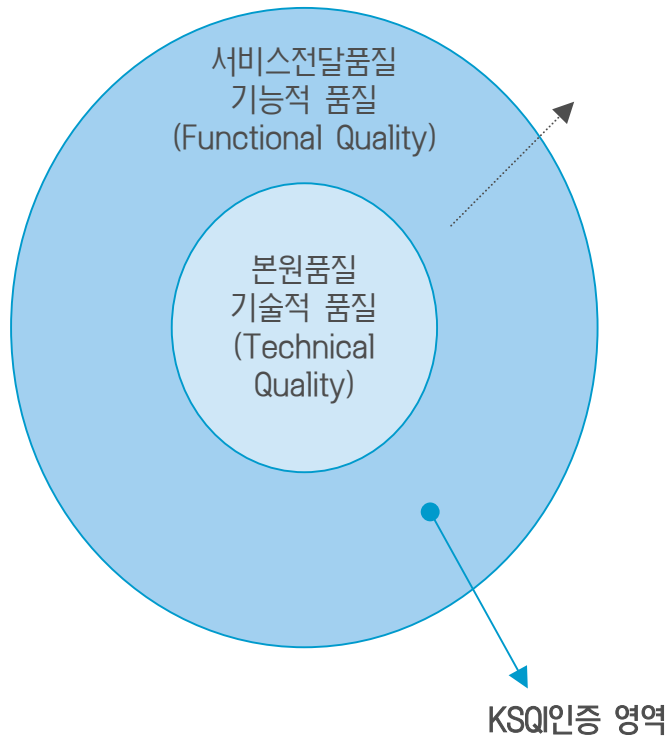 서비스전달품질
기능적 품질
(Functional Quality)
본원품질
기술적 품질
(Technical
Quality)
KSQI인증 영역